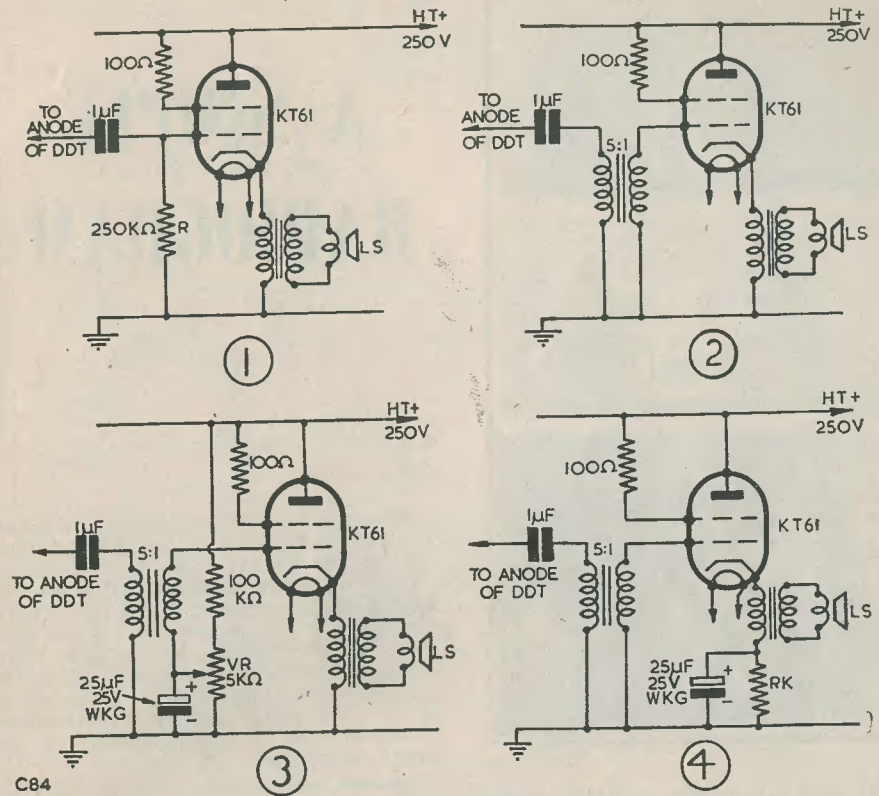 HT+
250 V
100Ω
·1μF
KT61
TO
ANODE
OF DDT
250KΩ R
LS
1
HT+
250V
100Ω
1μF
KT61
TO
ANODE
OF DDT
5:1
LS
2
HT+
250V
100Ω
1μF
5:1
KT61
TO ANODE
OF DDT
100
KΩ
VR
5KΩ
LS
25μF
25V
WKG
+
-
3
HT+
250V
100Ω
1μF
5:1
KT61
TO ANODE
OF DDT
LS
25μF
25V
WKG
+
-
RK
4
C84